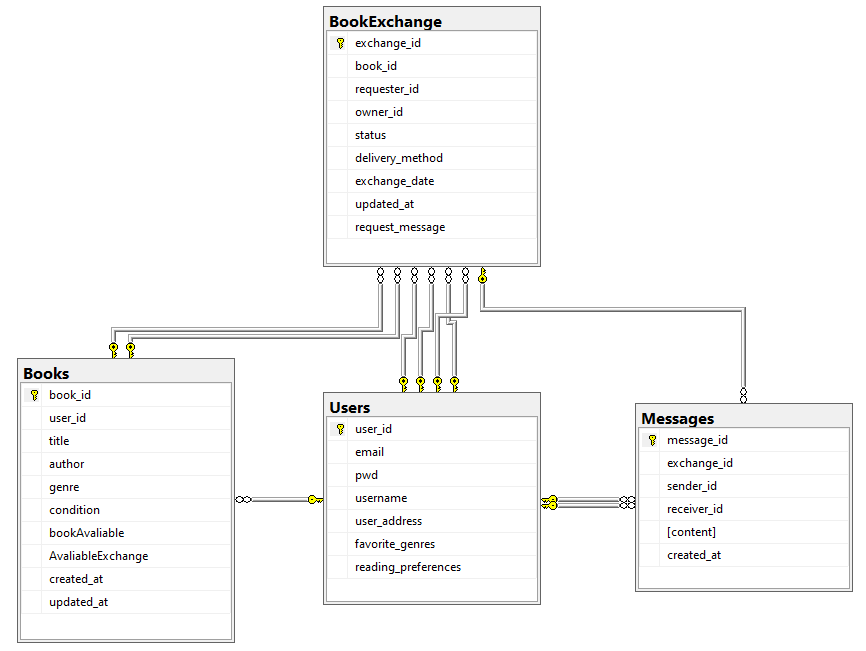 BookExchange
exchange_id
book_id
requester_id
owner_id
status
delivery_method
exchange_date
updated_at
request_message
Books
book_id
user_id
title
author
genre
condition
bookAvaliable
AvaliableExchange
created_at
updated_at
Users
user_id
email
pwd
username
user_address
favorite_genres
reading_preferences
Messages
message_id
exchange_id
sender_id
receiver_id
[content]
created_at